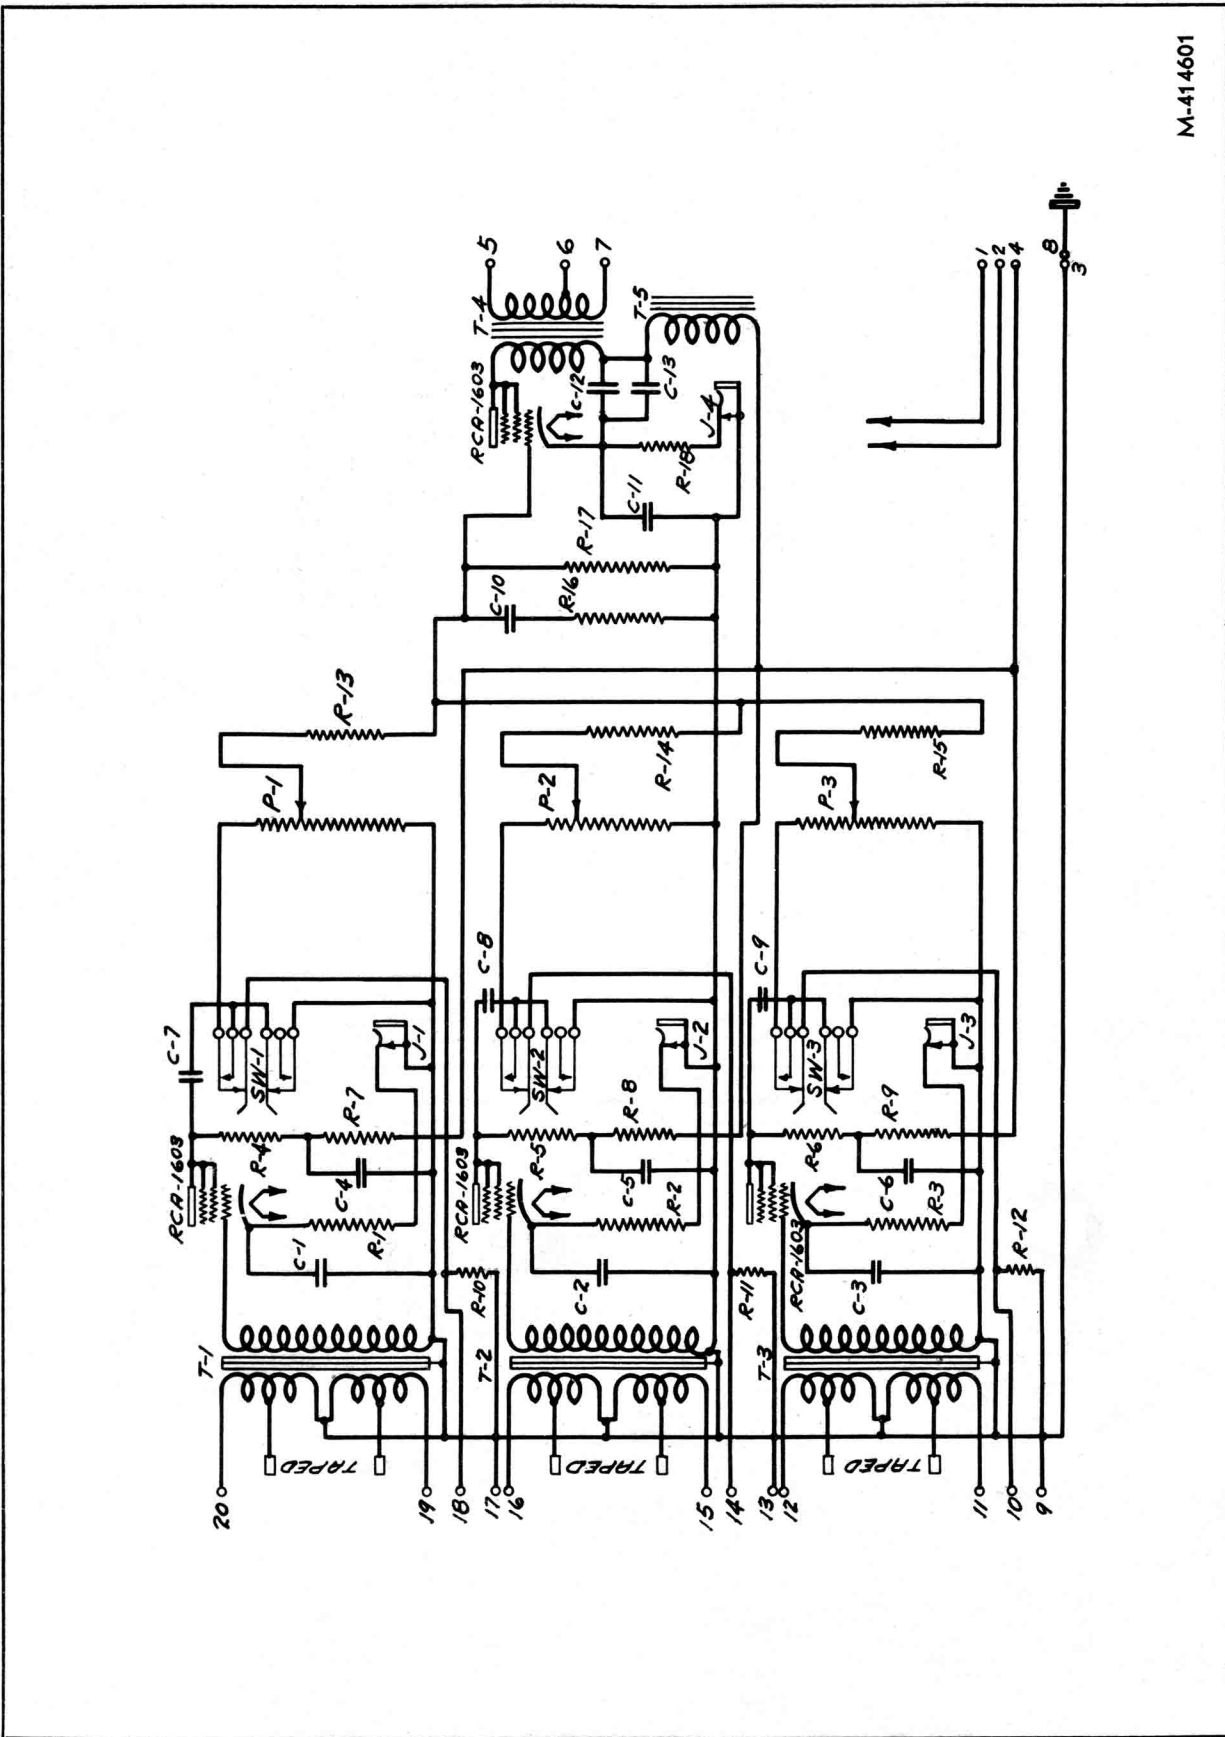 M-414601
T-1
RCA-1603
C-7
C-1
R-1
C-4
R-4
R-7
SW-1
J-1
P-1
R-13
TAPED
20
19
18
17
R-10
T-2
RCA-1603
C-8
C-2
R-2
C-5
R-5
R-8
SW-2
J-2
P-2
R-14
TAPED
16
15
14
13
R-11
T-3
RCA-1603
C-9
C-3
R-3
C-6
R-6
R-9
SW-3
J-3
P-3
R-15
TAPED
12
11
10
9
R-12
C-10
R-16
R-17
C-11
R-18
J-4
RCA-1603
C-12
C-13
T-4
T-5
5
6
7
1
2
4
3
8